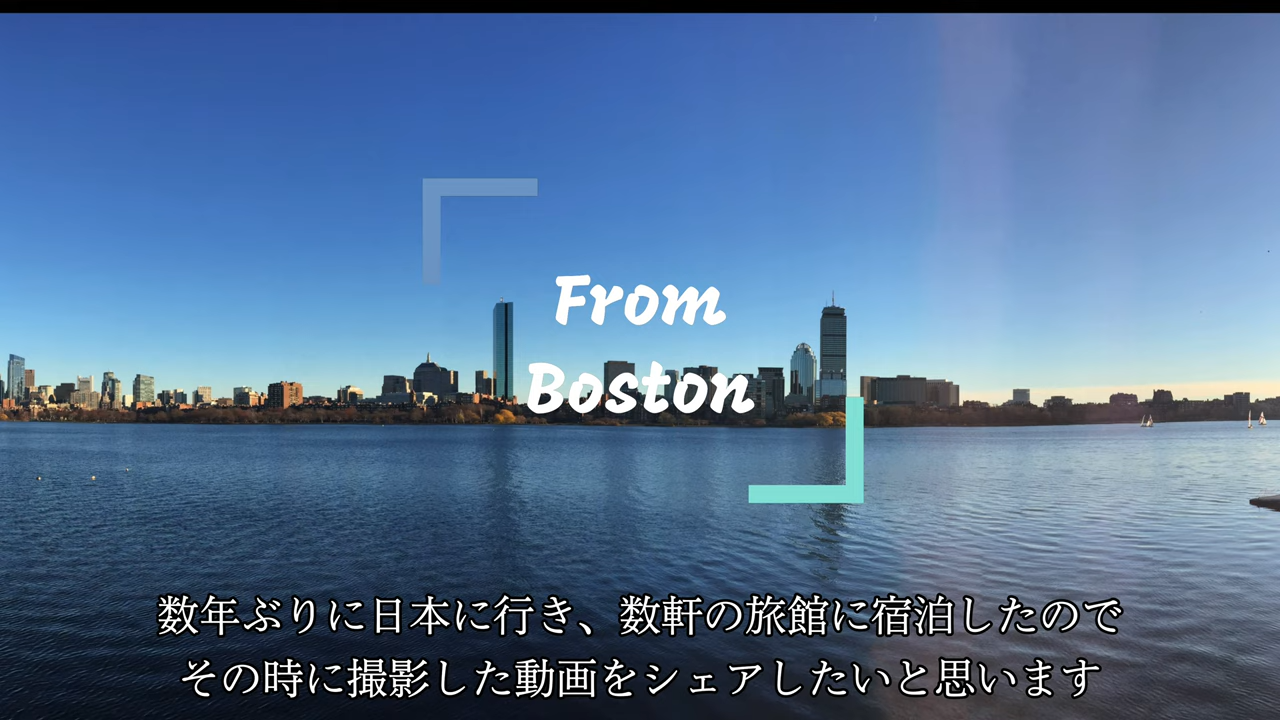 From
Boston
数年ぶりに日本に行き、数軒の旅館に宿泊したので
その時に撮影した動画をシェアしたいと思います